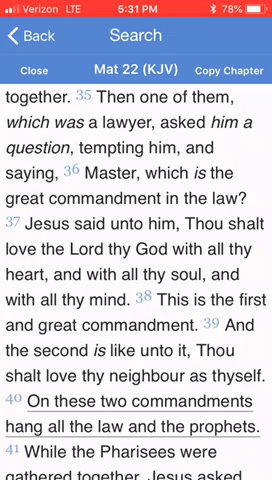 Verizon LTE 5:31 PM 78%
Back Search
Close Mat 22 (KJV) Copy Chapter
together. 35 Then one of them,
which was a lawyer, asked him a
question, tempting him, and
saying, 36 Master, which is the
great commandment in the law?
37
Jesus said unto him, Thou shalt
love the Lord thy God with all thy
heart, and with all thy soul, and
with all thy mind. 38 This is the first
and great commandment. 39 And
the second is like unto it, Thou
shalt love thy neighbour as thyself.
40 On these two commandments
hang all the law and the prophets.
41 While the Pharisees were
gathered together, Jesus asked